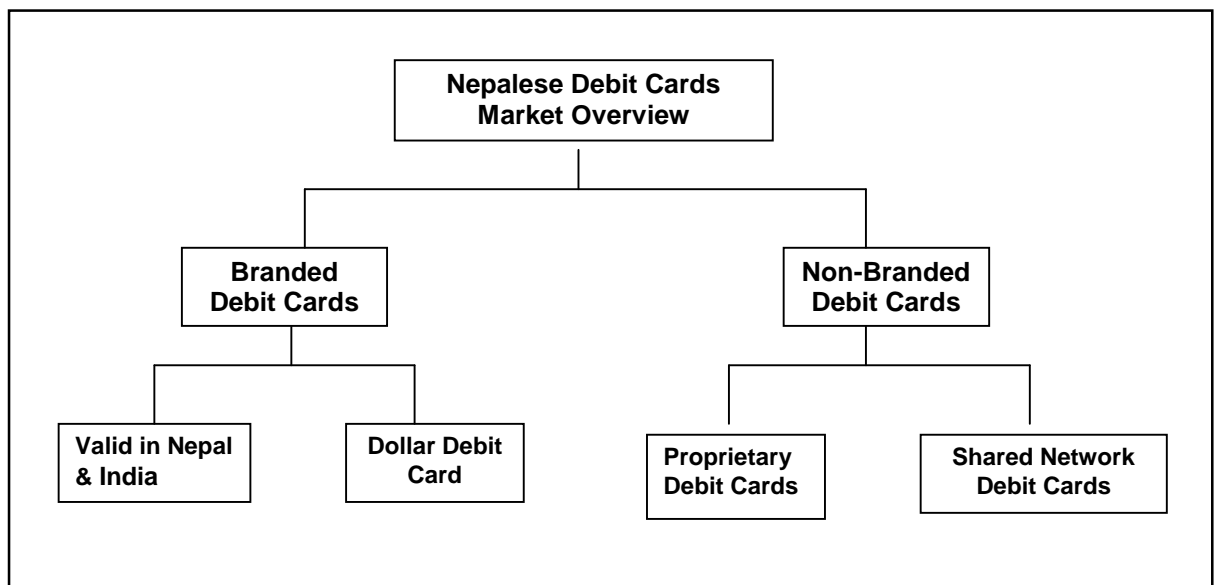 Nepalese Debit Cards
Market Overview
Branded
Debit Cards
Non-Branded
Debit Cards
Valid in Nepal
& India
Dollar Debit
Card
Proprietary
Debit Cards
Shared Network
Debit Cards